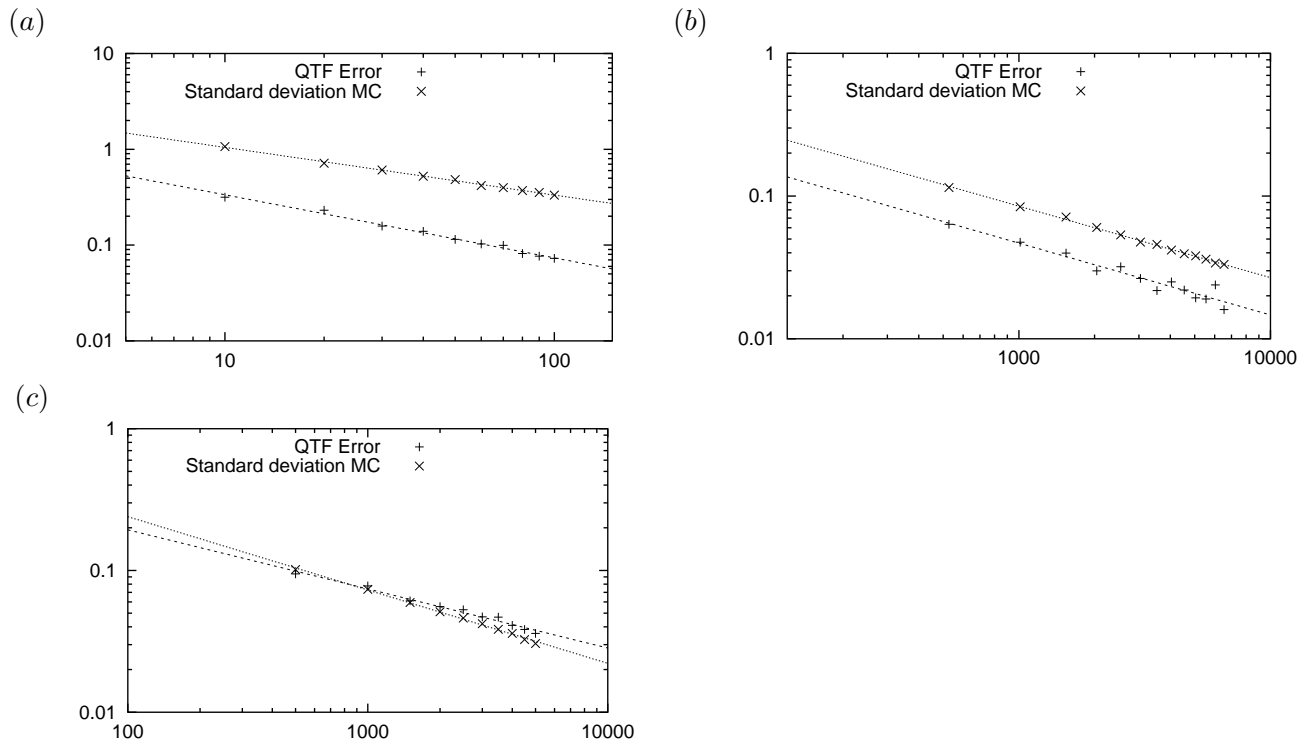 (a)
10
1
0.1
0.01
10
100
QTF Error
Standard deviation MC
(b)
1
0.1
0.01
1000
10000
QTF Error
Standard deviation MC
(c)
1
0.1
0.01
100
1000
10000
QTF Error
Standard deviation MC